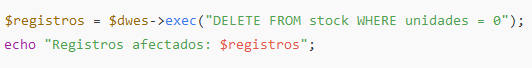 $registros = $dwes->exec("DELETE FROM stock WHERE unidades = 0");
echo "Registros afectados: $registros";